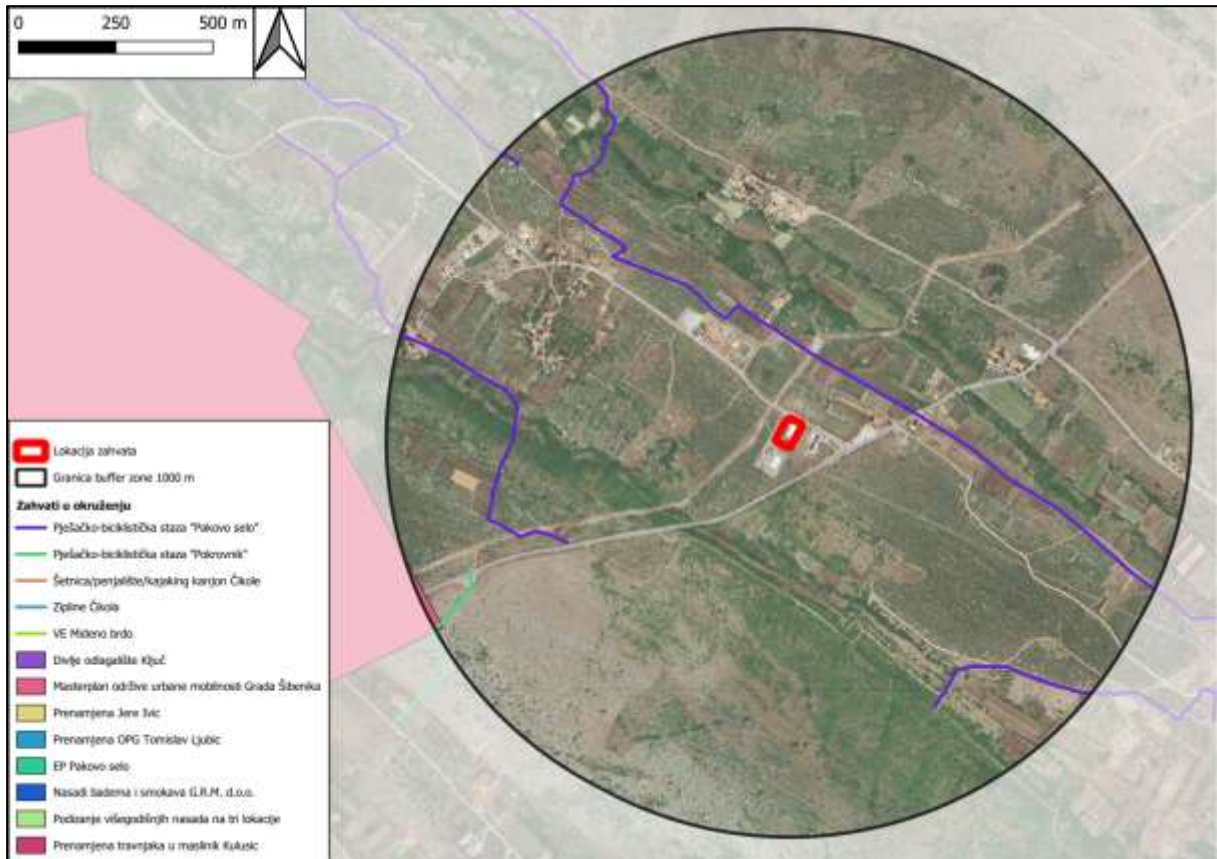 0 250 500 m
Lokacija zahvata
Granica buffer zone 1000 m
Zahvati u okruženju
Pješačko-biciklistička staza "Pakovo selo"
Pješačko-biciklistička staza "Pokrovnik"
Šetnica/penjalište/kajaking kanjon Čikole
Zipline Čikola
VE Mideno brdo
Divlje odlagalište Ključ
Masterplan održive urbane mobilnosti Grada Šibenika
Prenamjena Jere Ivic
Prenamjena OPG Tomislav Ljubic
EP Pakovo selo
Nasadi badema i smokava G.R.M. d.o.o.
Podizanje višegodišnjih nasada na tri lokacije
Prenamjena travnjaka u maslinik Kulusic